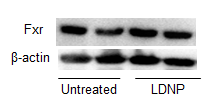 Fxr
β-actin
Untreated LDNP